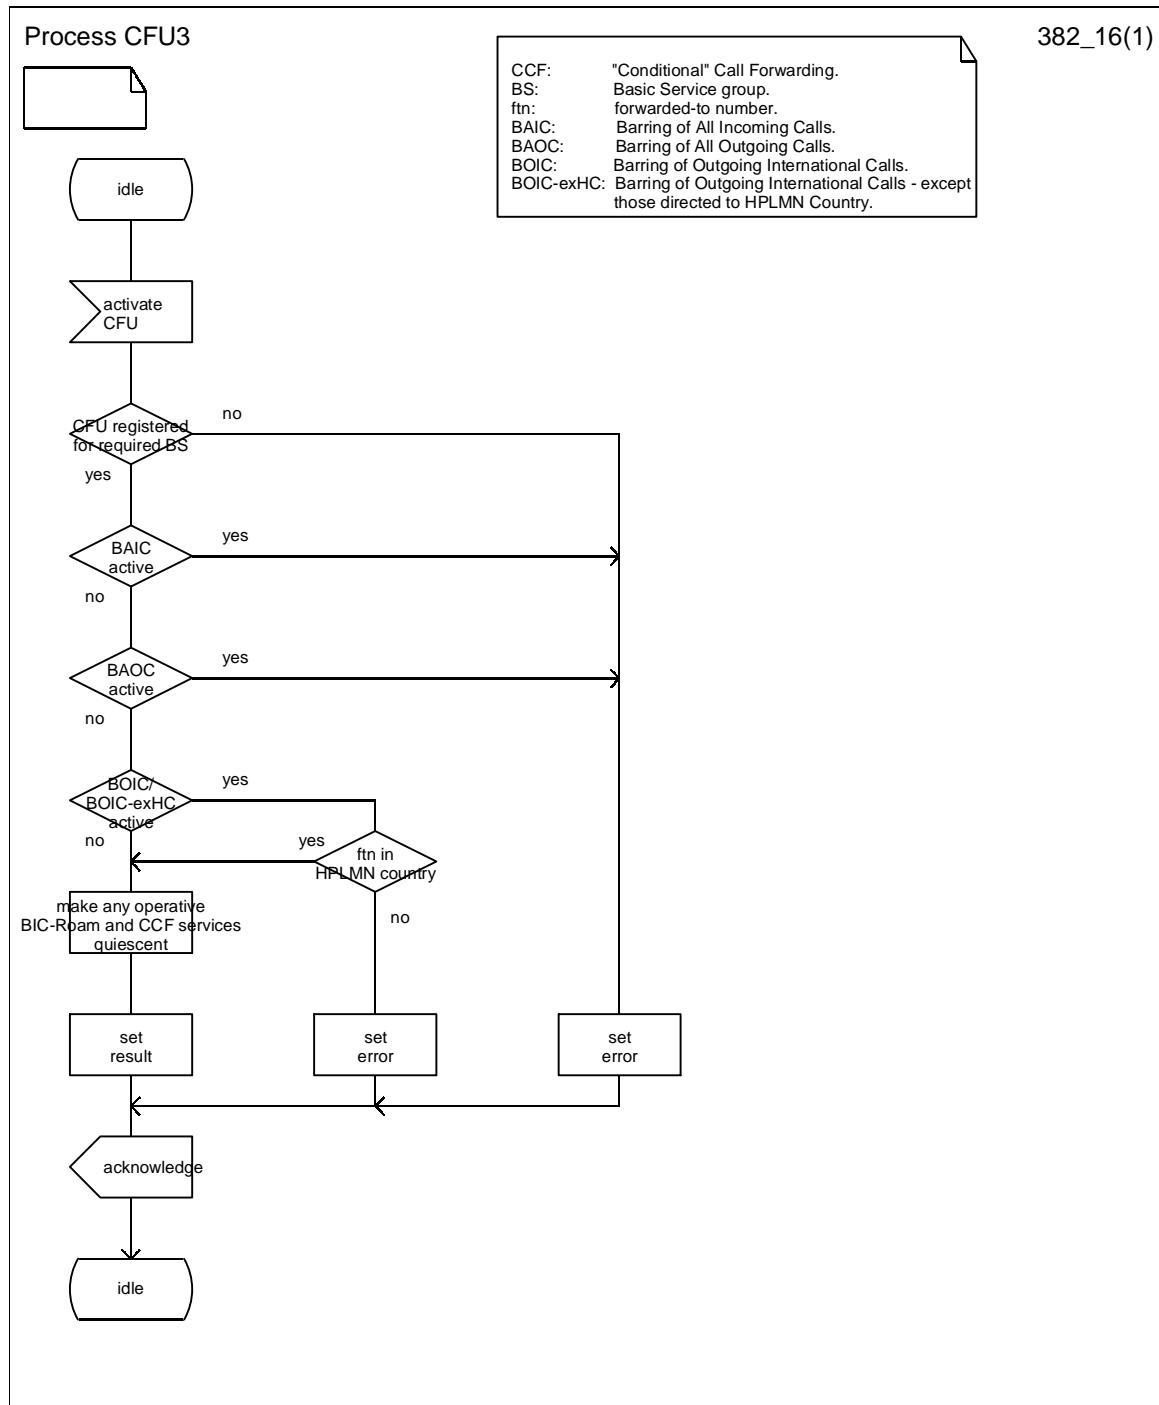 Process CFU3
382_16(1)
CCF: "Conditional" Call Forwarding.
BS: Basic Service group.
ftn: forwarded-to number.
BAIC: Barring of All Incoming Calls.
BAOC: Barring of All Outgoing Calls.
BOIC: Barring of Outgoing International Calls.
BOIC-exHC: Barring of Outgoing International Calls - except
those directed to HPLMN Country.
idle
activate
CFU
CFU registered
for required BS
no
yes
BAIC
active
yes
no
BAOC
active
yes
no
BOIC/
BOIC-exHC
active
yes
no
yes
ftn in
HPLMN country
no
make any operative
BIC-Roam and CCF services
quiescent
set
result
set
error
set
error
acknowledge
idle